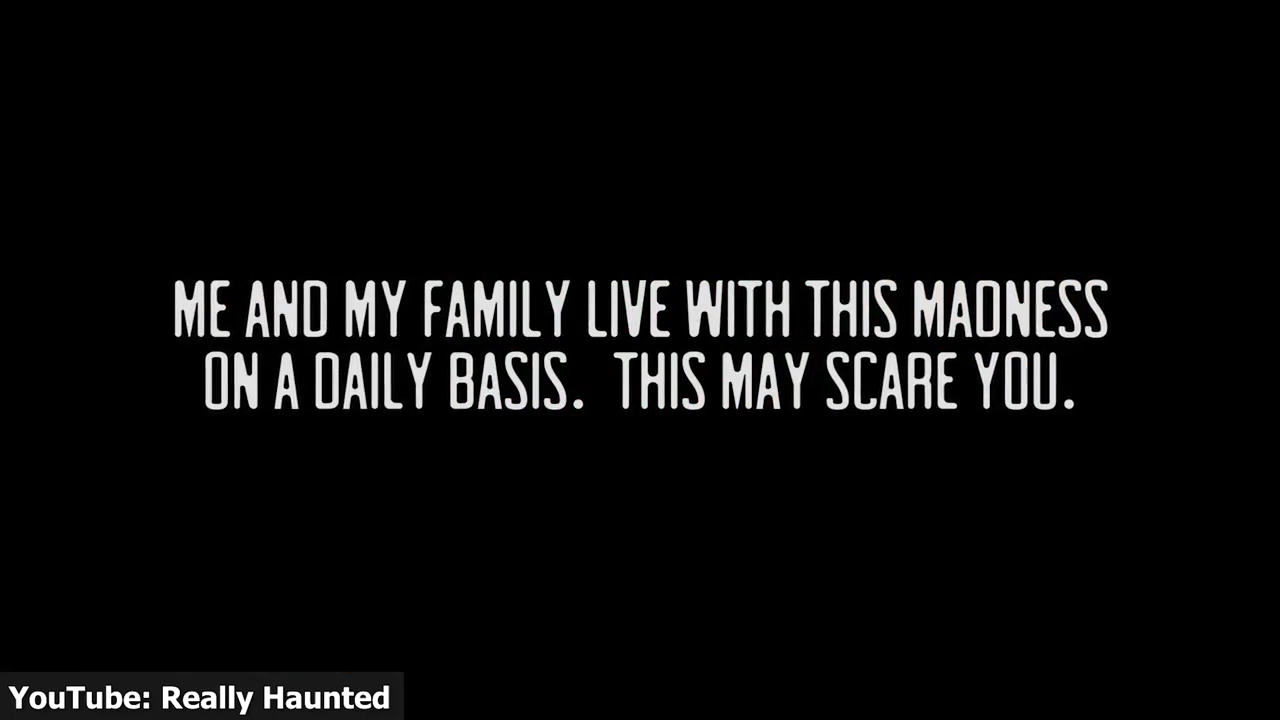 ME AND MY FAMILY LIVE WITH THIS MADNESS
ON A DAILY BASIS.  THIS MAY SCARE YOU.
YouTube: Really Haunted